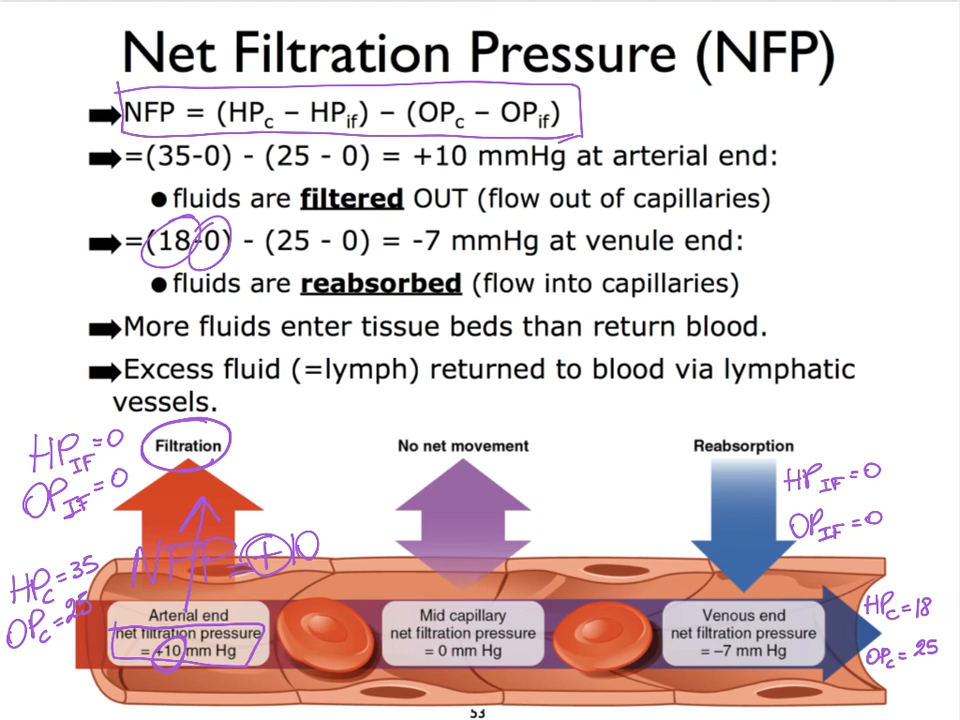 Net Filtration Pressure (NFP)
NFP = (HPc – HPif) – (OPc – OPif)
=(35-0) - (25 - 0) = +10 mmHg at arterial end:
fluids are filtered OUT (flow out of capillaries)
=(18-0) - (25 - 0) = -7 mmHg at venule end:
fluids are reabsorbed (flow into capillaries)
More fluids enter tissue beds than return blood.
Excess fluid (=lymph) returned to blood via lymphatic
vessels.
Filtration
No net movement
Reabsorption
HPIF=0
OPIF=0
HPIF=0
OPIF=0
NFP=+10
HPc=35
OPc=25
Arterial end
net filtration pressure
= +10 mm Hg
Mid capillary
net filtration pressure
= 0 mm Hg
Venous end
net filtration pressure
= –7 mm Hg
HPc=18
OPc=25
53